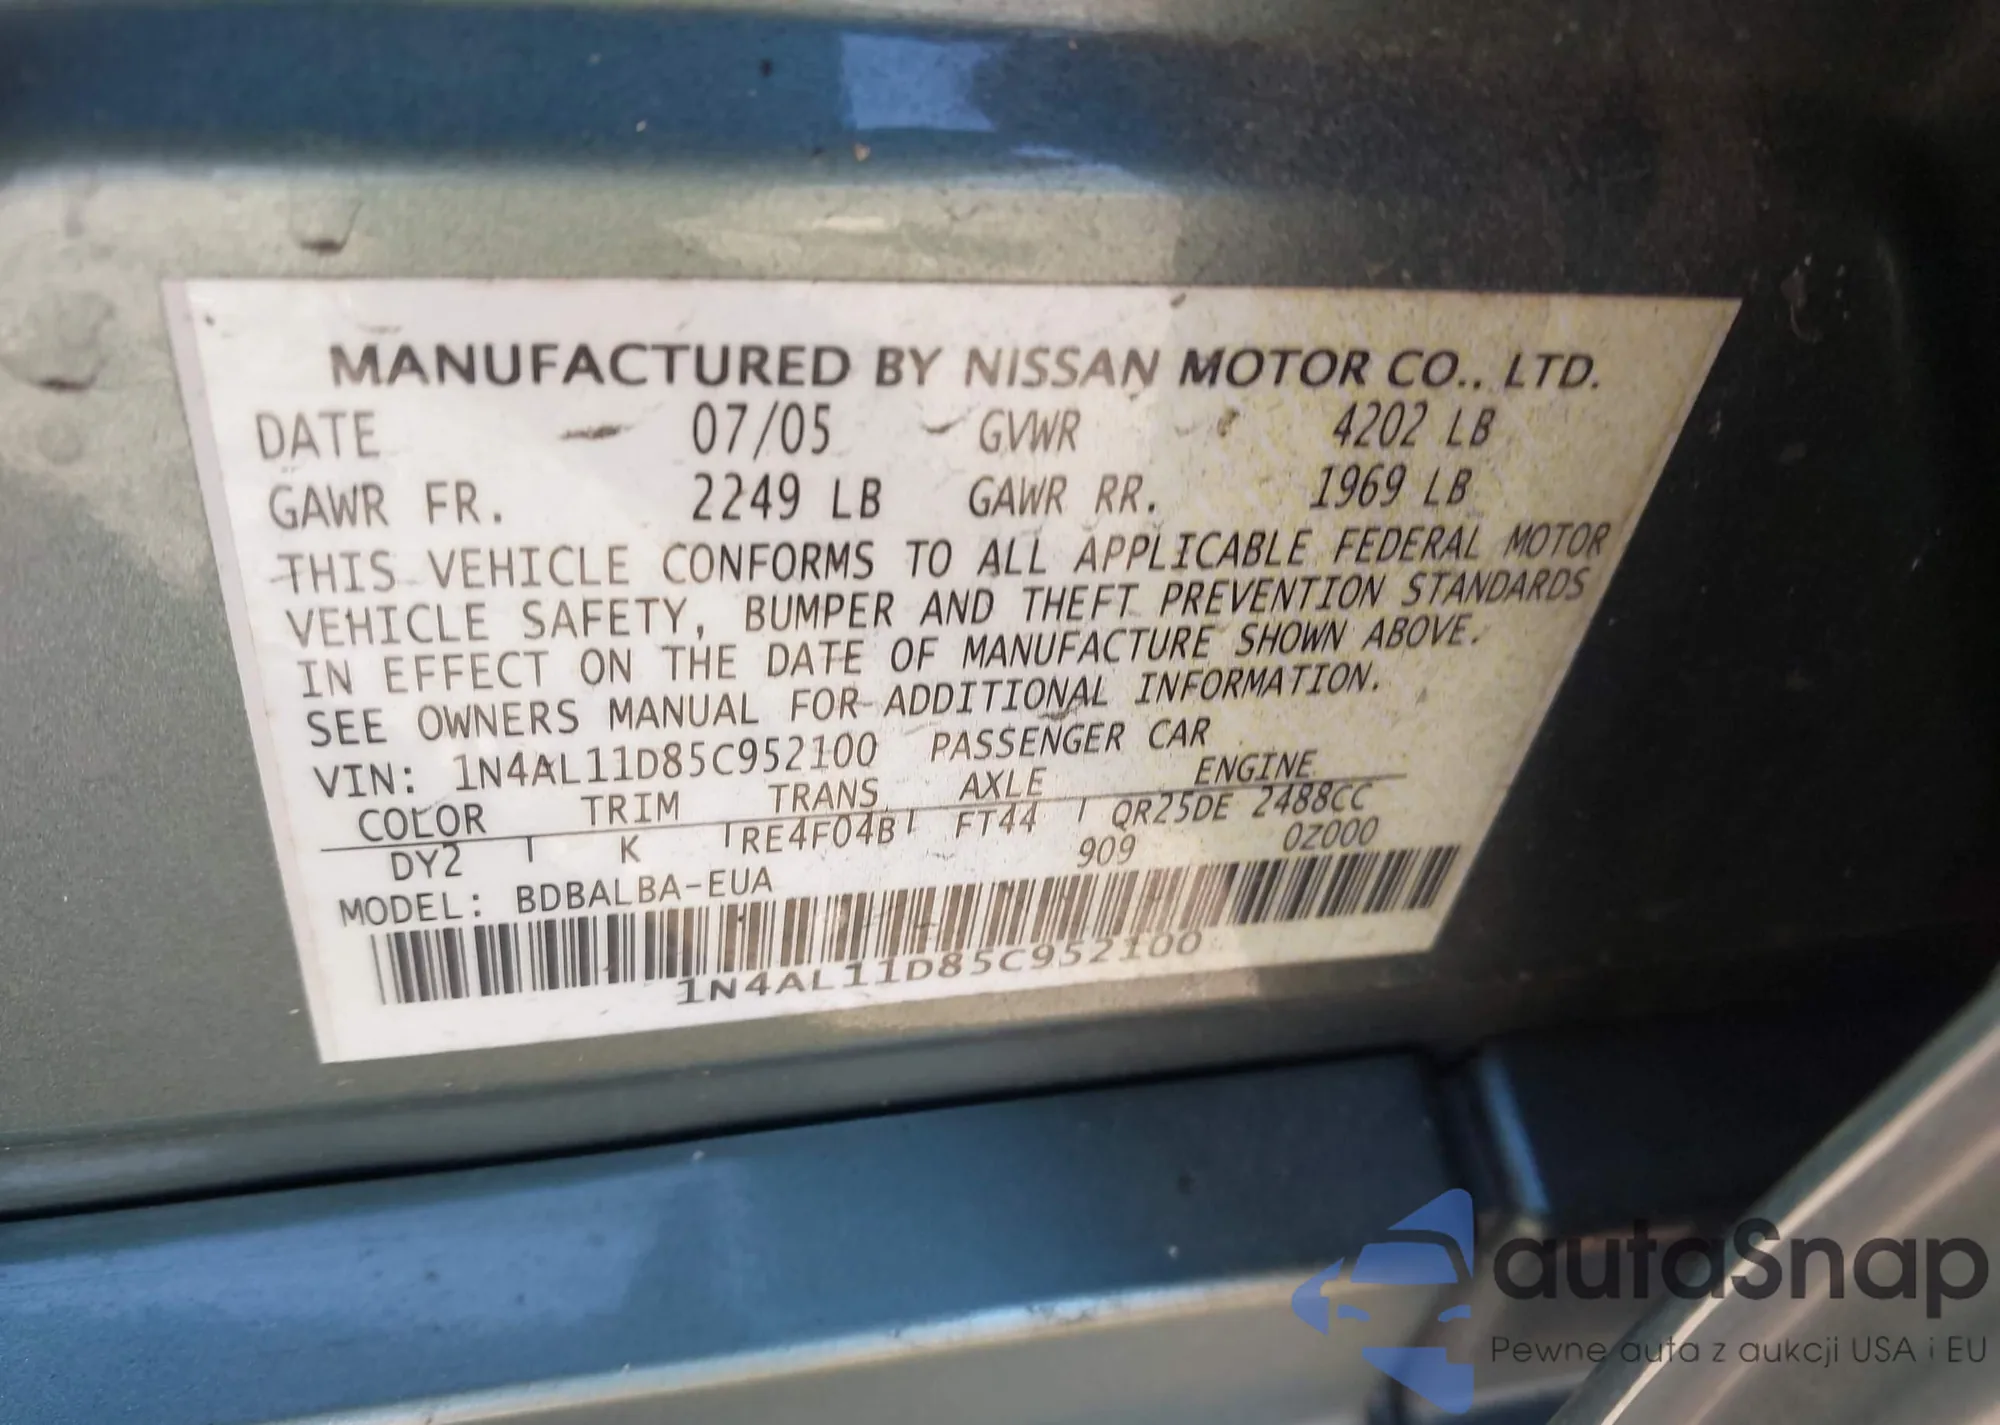 MANUFACTURED BY NISSAN MOTOR CO., LTD.
DATE 07/05 GVWR 4202 LB
GAWR FR. 2249 LB GAWR RR. 1969 LB
THIS VEHICLE CONFORMS TO ALL APPLICABLE FEDERAL MOTOR
VEHICLE SAFETY, BUMPER AND THEFT PREVENTION STANDARDS
IN EFFECT ON THE DATE OF MANUFACTURE SHOWN ABOVE.
SEE OWNERS MANUAL FOR ADDITIONAL INFORMATION.
VIN: 1N4AL11D85C952100 PASSENGER CAR
COLOR TRIM TRANS AXLE ENGINE
DY2 K RE4F04B FT44 QR25DE 2488CC
909 0Z000
MODEL: BDBALBA-EUA
1N4AL11D85C952100
autaSnap
Pewne auta z aukcji USA i EU